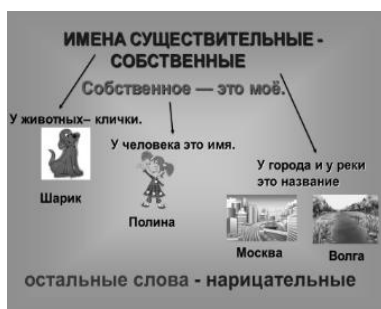 ИМЕНА СУЩЕСТВИТЕЛЬНЫЕ -
СОБСТВЕННЫЕ
Собственное — это моё.
У животных– клички.
У человека это имя.
У города и у реки
это название
Шарик
Полина
Москва
Волга
остальные слова - нарицательные